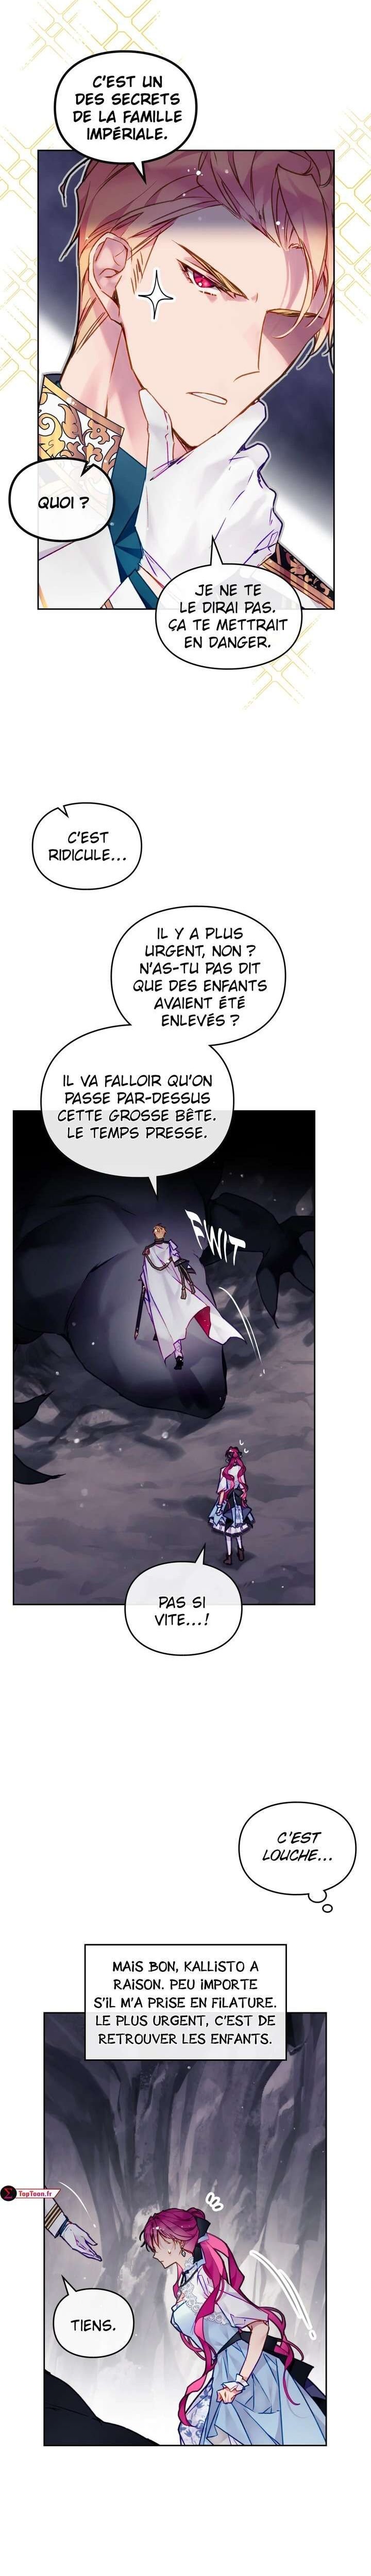 C'EST UN
DES SECRETS
DE LA FAMILLE
IMPÉRIALE.
QUOI ?
JE NE TE
LE DIRAI PAS.
ÇA TE METTRAIT
EN DANGER.
C'EST
RIDICULE...
IL Y A PLUS
URGENT, NON ?
N'AS-TU PAS DIT
QUE DES ENFANTS
AVAIENT ÉTÉ
ENLEVÉS ?
IL VA FALLOIR QU'ON
PASSE PAR-DESSUS
CETTE GROSSE BÊTE.
LE TEMPS PRESSE.
FWIT
PAS SI
VITE...!
C'EST
LOUCHE...
MAIS BON, KALLISTO A
RAISON. PEU IMPORTE
S'IL M'A PRISE EN FILATURE.
LE PLUS URGENT, C'EST DE
RETROUVER LES ENFANTS.
TopToon.fr
TIENS.